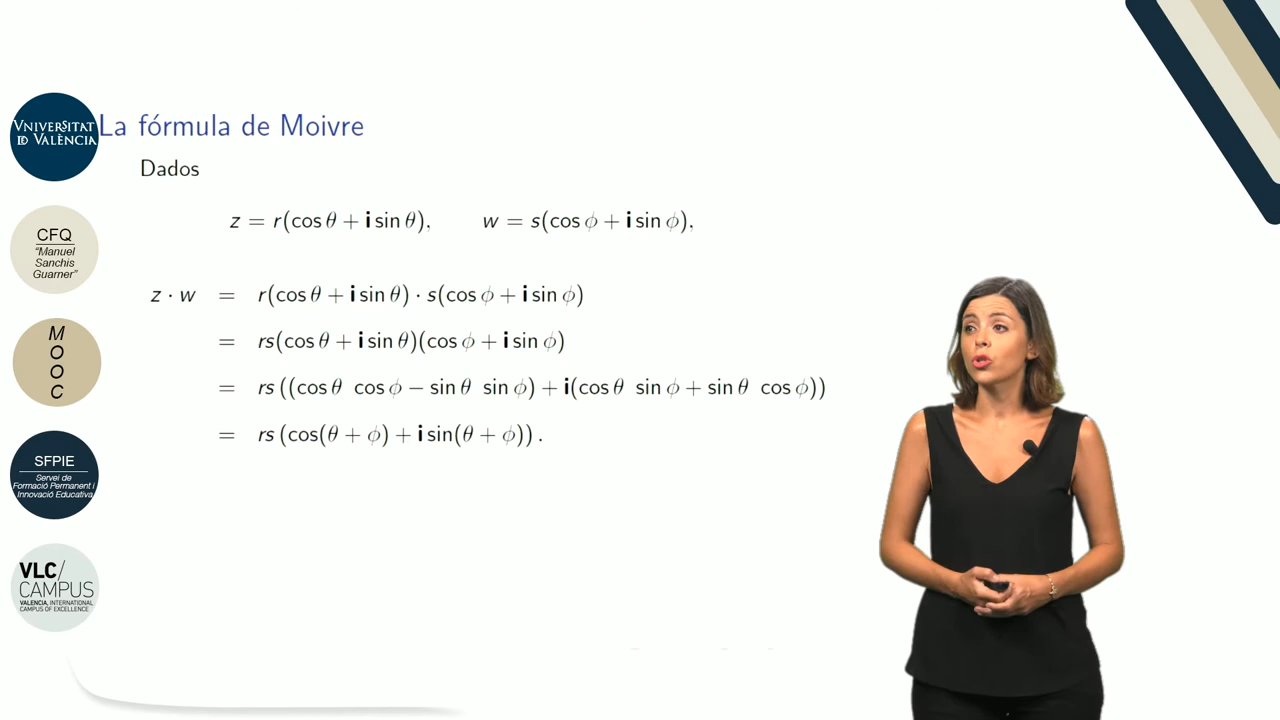 La fórmula de Moivre
Dados
z = r(cos θ + i sin θ),   w = s(cos ϕ + i sin ϕ),
z · w = r(cos θ + i sin θ) · s(cos ϕ + i sin ϕ)
= rs(cos θ + i sin θ)(cos ϕ + i sin ϕ)
= rs ((cos θ cos ϕ − sin θ sin ϕ) + i(cos θ sin ϕ + sin θ cos ϕ))
= rs (cos(θ + ϕ) + i sin(θ + ϕ)) .
VNIVERSITAT
ID VALÈNCIA
CFQ
“Manuel
Sanchis
Guarner”
M
O
O
C
SFPIE
Servei de
Formació Permanent i
Innovació Educativa
VLC/
CAMPUS
VALENCIA, INTERNATIONAL
CAMPUS OF EXCELLENCE